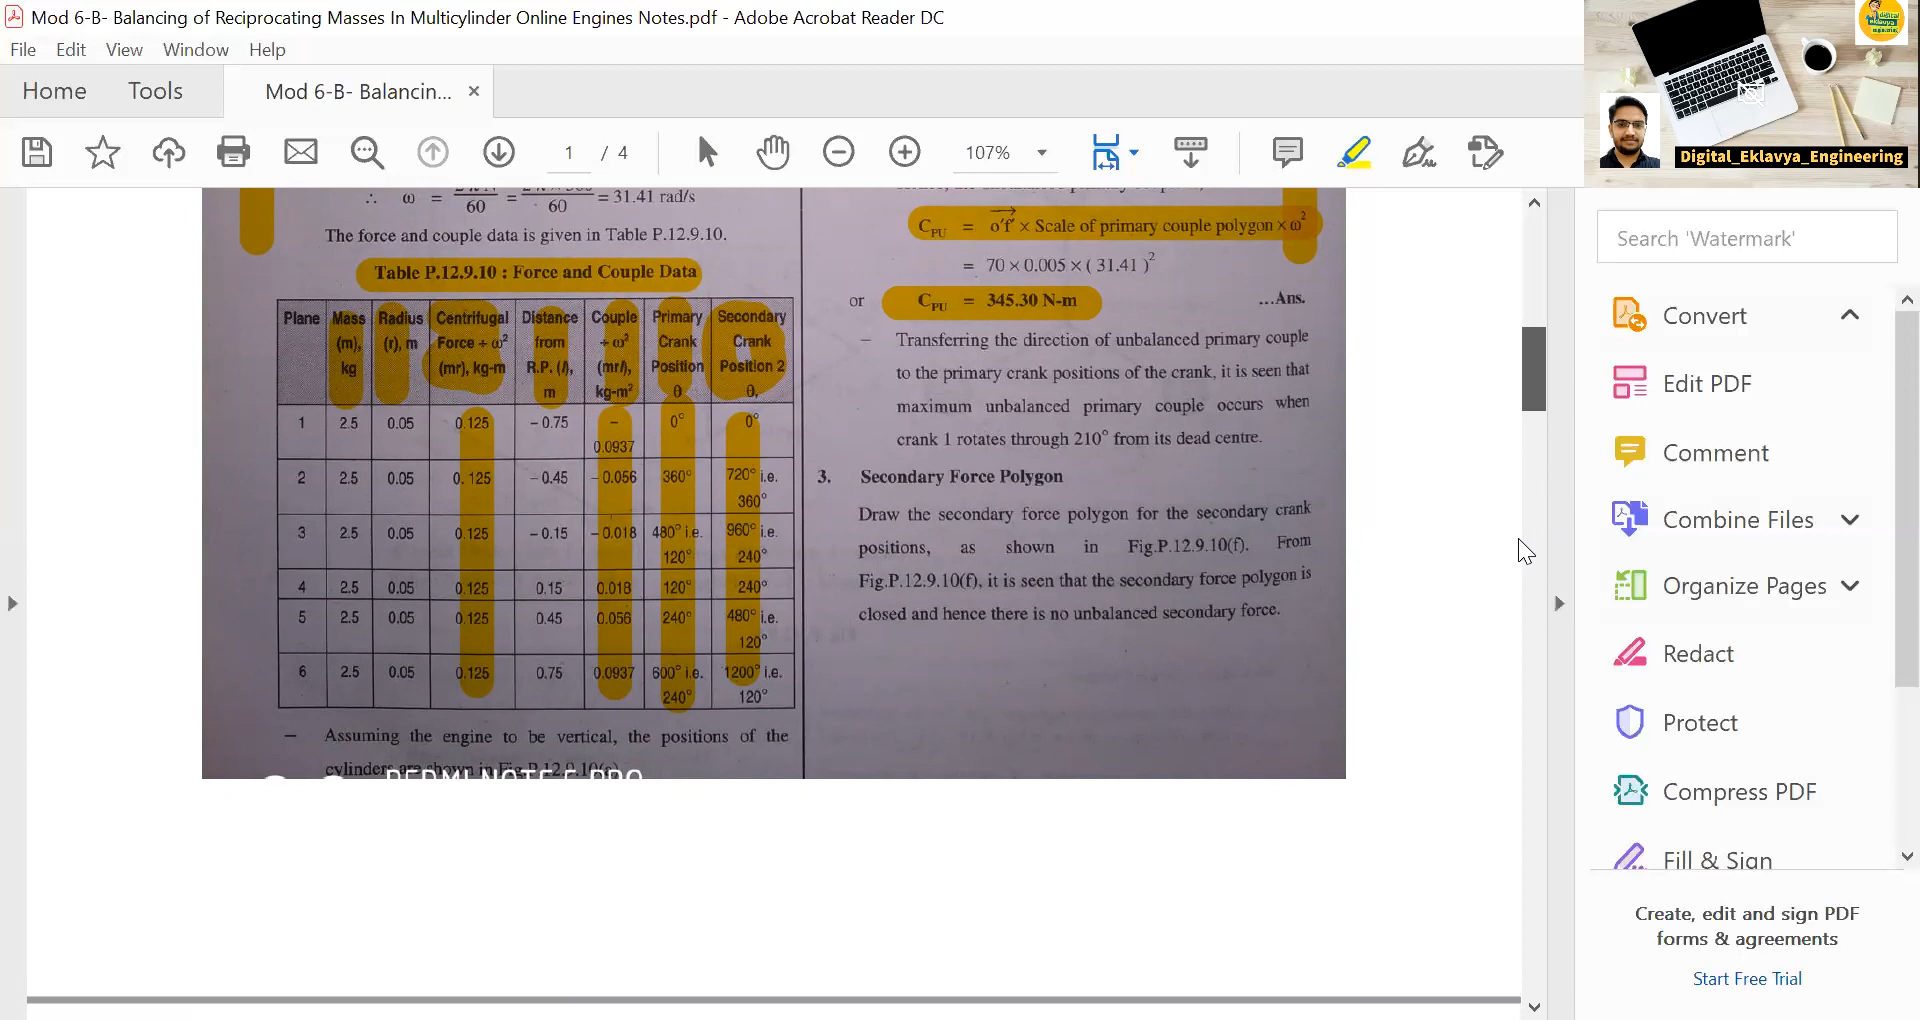 Mod 6-B- Balancing of Reciprocating Masses In Multicylinder Online Engines Notes.pdf - Adobe Acrobat Reader DC
File Edit View Window Help
Home Tools Mod 6-B- Balancin... ×
1 / 4 107%
Digital_Eklavya_Engineering
∴ ω = / 60 = / 60 = 31.41 rad/s
The force and couple data is given in Table P.12.9.10.
Table P.12.9.10 : Force and Couple Data
Plane Mass (m), kg Radius (r), m Centrifugal Force ÷ ω² (mr), kg-m Distance from R.P. (l), m Couple ÷ ω² (mrl), kg-m² Primary Crank Position θ Secondary Crank Position 2 θ,
1 2.5 0.05 0.125 – 0.75 – 0.0937 0° 0°
2 2.5 0.05 0. 125 – 0.45 – 0.056 360° 720° i.e. 360°
3 2.5 0.05 0.125 – 0.15 – 0.018 480° i.e. 120° 960° i.e. 240°
4 2.5 0.05 0.125 0.15 0.018 120° 240°
5 2.5 0.05 0.125 0.45 0.056 240° 480° i.e. 120°
6 2.5 0.05 0.125 0.75 0.0937 600° i.e. 240° 1200° i.e. 120°
– Assuming the engine to be vertical, the positions of the
cylinders are shown in Fig.P.12.9.10(c)
C_PU = o'f' × Scale of primary couple polygon × ω²
= 70 × 0.005 × ( 31.41 )²
or C_PU = 345.30 N-m ...Ans.
– Transferring the direction of unbalanced primary couple
to the primary crank positions of the crank, it is seen that
maximum unbalanced primary couple occurs when
crank 1 rotates through 210° from its dead centre.
3. Secondary Force Polygon
Draw the secondary force polygon for the secondary crank
positions, as shown in Fig.P.12.9.10(f). From
Fig.P.12.9.10(f), it is seen that the secondary force polygon is
closed and hence there is no unbalanced secondary force.
Search 'Watermark'
Convert
Edit PDF
Comment
Combine Files
Organize Pages
Redact
Protect
Compress PDF
Fill & Sign
Create, edit and sign PDF
forms & agreements
Start Free Trial